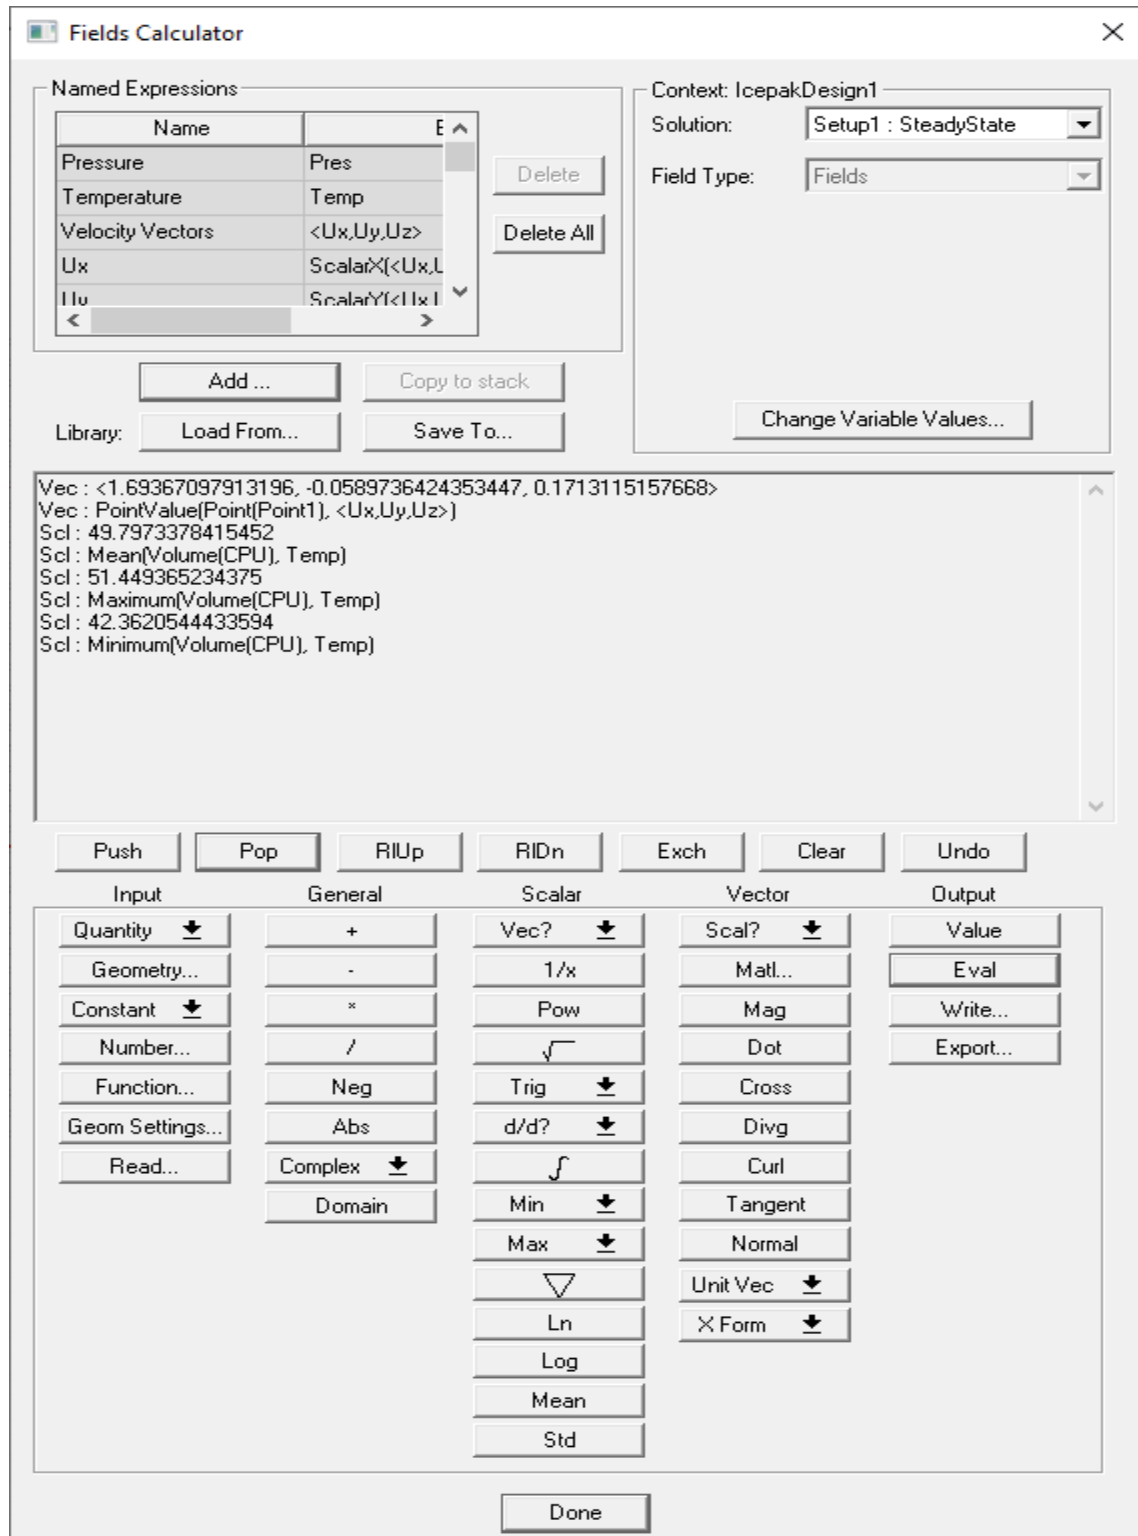 Fields Calculator
Named Expressions
Name E
Pressure Pres
Temperature Temp
Velocity Vectors <Ux,Uy,Uz>
Ux ScalarX(<Ux,U
Uy ScalarY(<Ux,U
Delete
Delete All
Context: IcepakDesign1
Solution: Setup1 : SteadyState
Field Type: Fields
Change Variable Values...
Add ... Copy to stack
Library: Load From... Save To...
Vec : <1.69367097913196, -0.0589736424353447, 0.1713115157668>
Vec : PointValue(Point(Point1), <Ux,Uy,Uz>)
Scl : 49.7973378415452
Scl : Mean(Volume(CPU), Temp)
Scl : 51.449365234375
Scl : Maximum(Volume(CPU), Temp)
Scl : 42.3620544433594
Scl : Minimum(Volume(CPU), Temp)
Push Pop RlUp RlDn Exch Clear Undo
Input General Scalar Vector Output
Quantity + Vec? Scal? Value
Geometry... - 1/x Matl... Eval
Constant * Pow Mag Write...
Number... / √ Dot Export...
Function... Neg Trig Cross
Geom Settings... Abs d/d? Divg
Read... Complex ∫ Curl
Domain Min Tangent
Max Normal
▽ Unit Vec
Ln X Form
Log
Mean
Std
Done